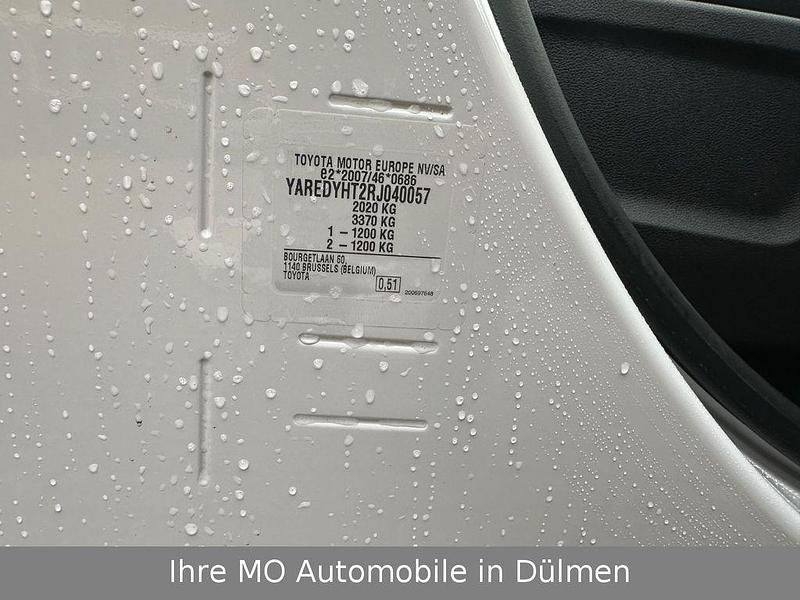 TOYOTA MOTOR EUROPE NV/SA
e2*2007/46*0686
YAREDYHT2RJ040057
2020 KG
3370 KG
1 – 1200 KG
2 – 1200 KG
BOURGETLAAN 60,
1140 BRUSSELS (BELGIUM)
TOYOTA
0,51
200697648
Ihre MO Automobile in Dülmen